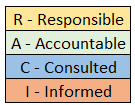 R - Responsible
A - Accountable
C - Consulted
I - Informed